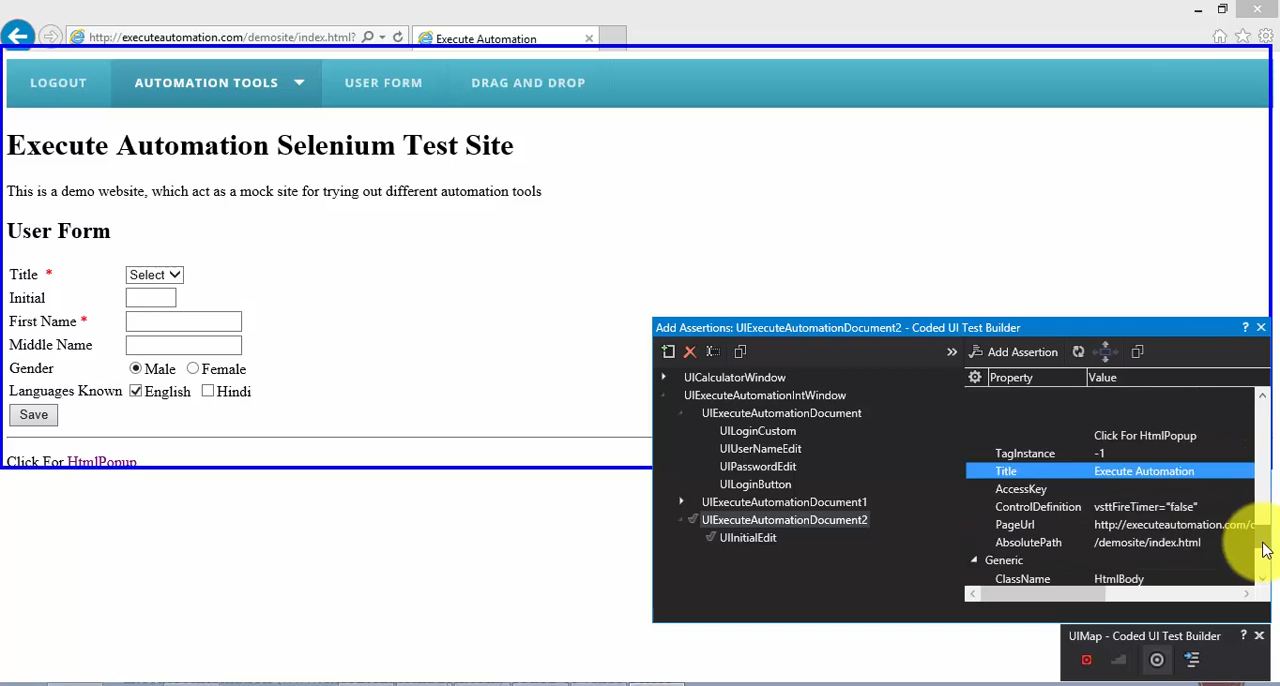 http://executeautomation.com/demosite/index.html?
Execute Automation
LOGOUT
AUTOMATION TOOLS
USER FORM
DRAG AND DROP
Execute Automation Selenium Test Site
This is a demo website, which act as a mock site for trying out different automation tools
User Form
Title *
Select
Initial
First Name *
Middle Name
Gender
Male
Female
Languages Known
English
Hindi
Save
Click For HtmlPopup
Add Assertions: UIExecuteAutomationDocument2 - Coded UI Test Builder
?
Add Assertion
UICalculatorWindow
UIExecuteAutomationIntWindow
UIExecuteAutomationDocument
UILoginCustom
UIUserNameEdit
UIPasswordEdit
UILoginButton
UIExecuteAutomationDocument1
UIExecuteAutomationDocument2
UIInitialEdit
Property Value
Click For HtmlPopup
TagInstance -1
Title Execute Automation
AccessKey
ControlDefinition vsttFireTimer="false"
PageUrl http://executeautomation.com/
AbsolutePath /demosite/index.html
Generic
ClassName HtmlBody
UIMap - Coded UI Test Builder ?